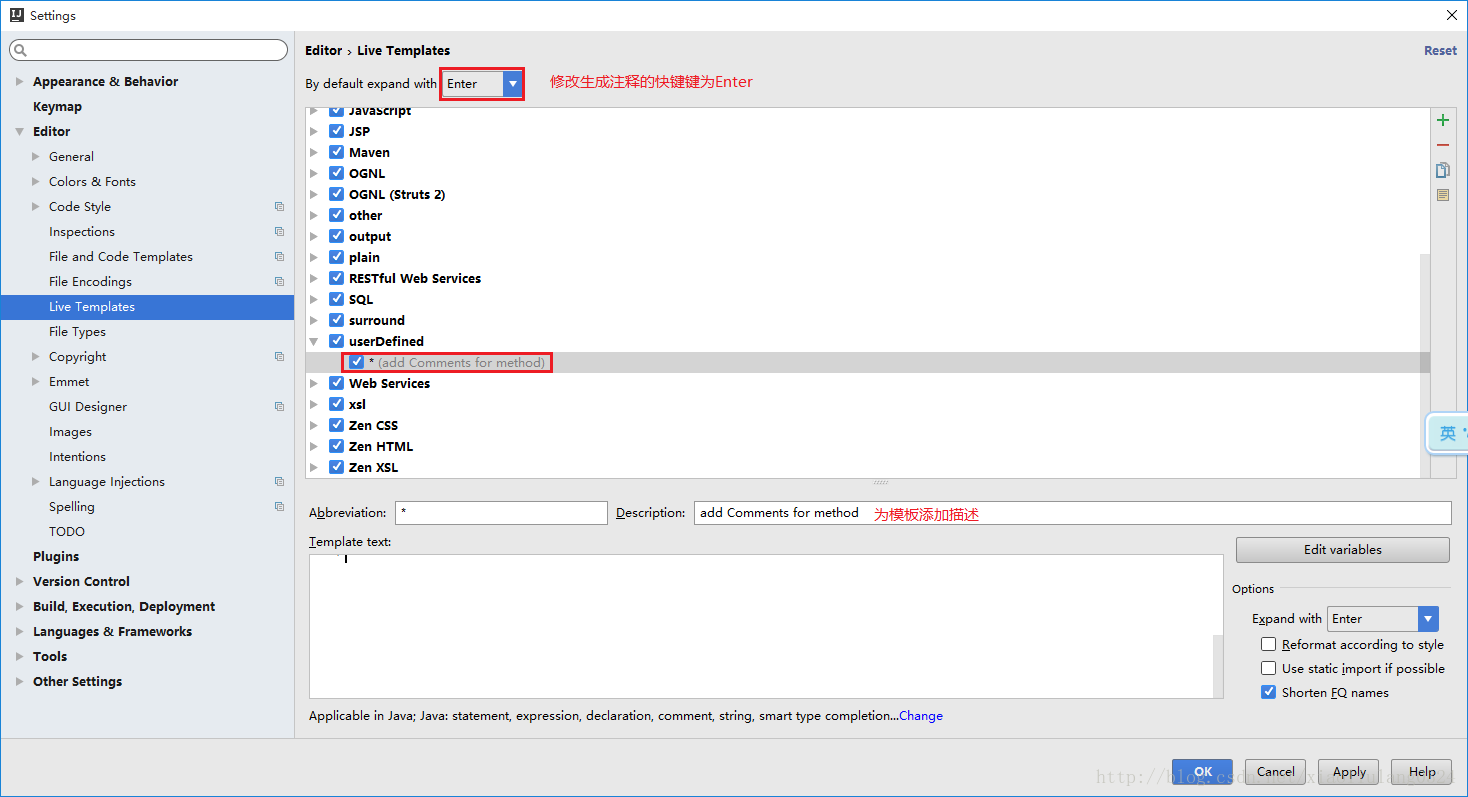 Settings
Editor › Live Templates
Reset
By default expand with Enter 修改生成注释的快键键为Enter
Appearance & Behavior
Keymap
Editor
General
Colors & Fonts
Code Style
Inspections
File and Code Templates
File Encodings
Live Templates
File Types
Copyright
Emmet
GUI Designer
Images
Intentions
Language Injections
Spelling
TODO
Plugins
Version Control
Build, Execution, Deployment
Languages & Frameworks
Tools
Other Settings
JavaScript
JSP
Maven
OGNL
OGNL (Struts 2)
other
output
plain
RESTful Web Services
SQL
surround
userDefined
* (add Comments for method)
Web Services
xsl
Zen CSS
Zen HTML
Zen XSL
英
Abbreviation: * Description: add Comments for method 为模板添加描述
Template text:
Edit variables
Options
Expand with Enter
Reformat according to style
Use static import if possible
Shorten FQ names
Applicable in Java; Java: statement, expression, declaration, comment, string, smart type completion...Change
OK Cancel Apply Help